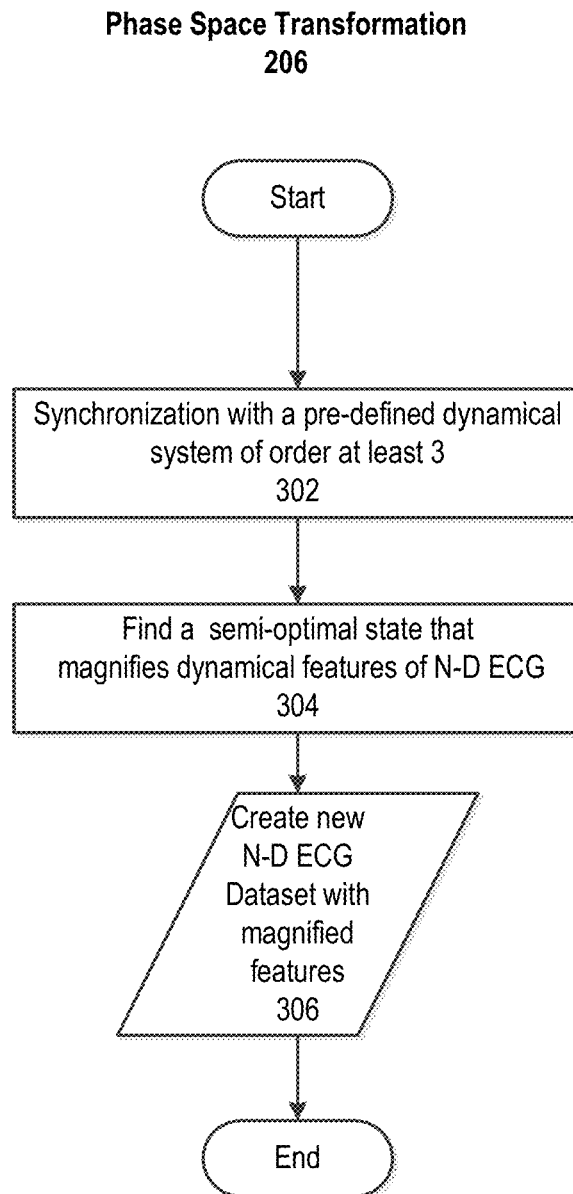 Phase Space Transformation
206
Start
Synchronization with a pre-defined dynamical
system of order at least 3
302
Find a semi-optimal state that
magnifies dynamical features of N-D ECG
304
Create new
N-D ECG
Dataset with
magnified
features
306
End